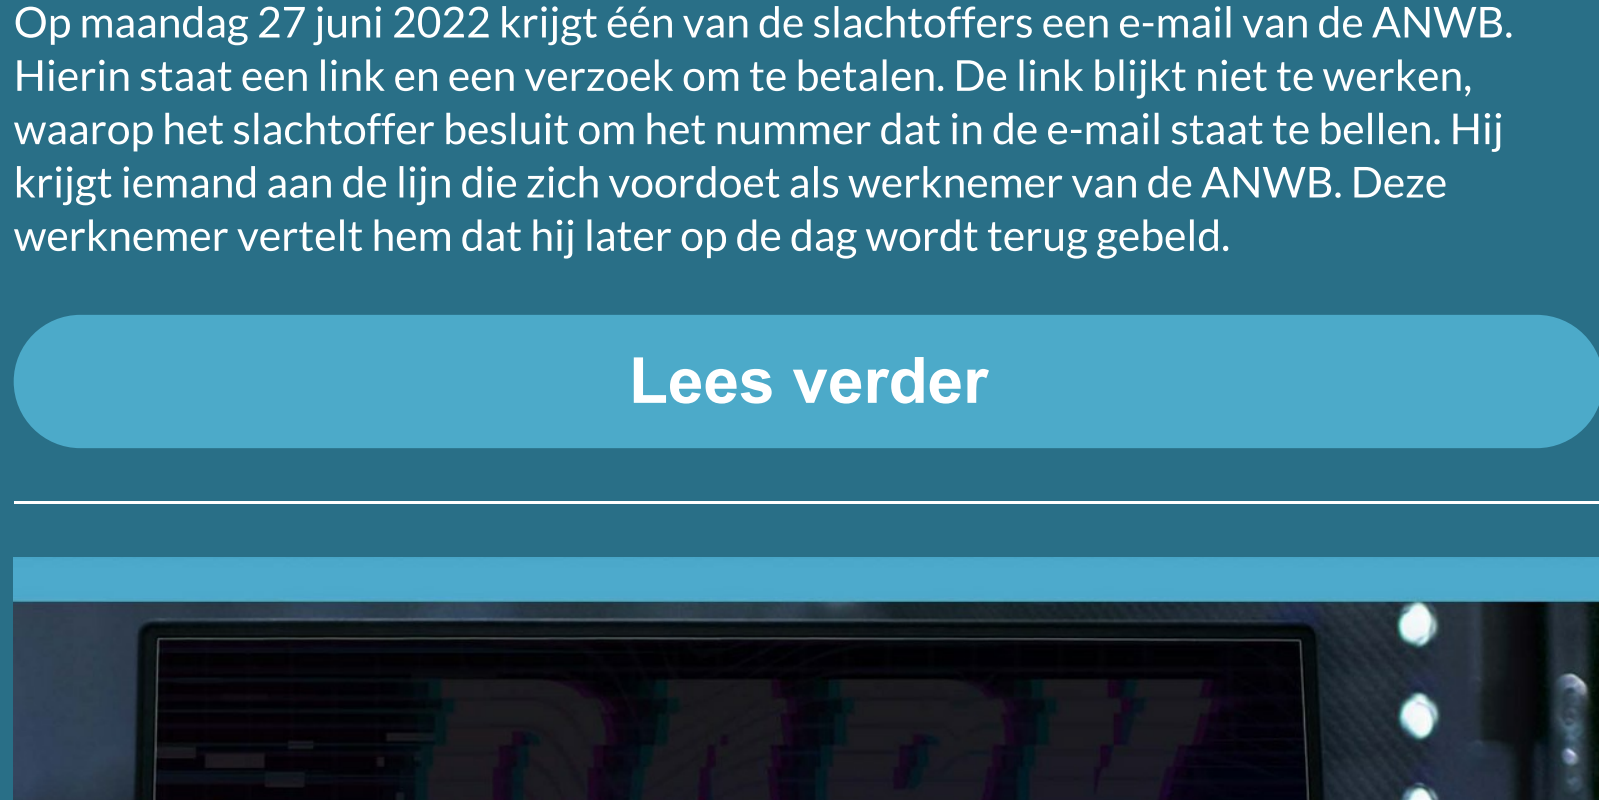 Op maandag 27 juni 2022 krijgt één van de slachtoffers een e-mail van de ANWB.
Hierin staat een link en een verzoek om te betalen. De link blijkt niet te werken,
waarop het slachtoffer besluit om het nummer dat in de e-mail staat te bellen. Hij
krijgt iemand aan de lijn die zich voordoet als werknemer van de ANWB. Deze
werknemer vertelt hem dat hij later op de dag wordt terug gebeld.
Lees verder